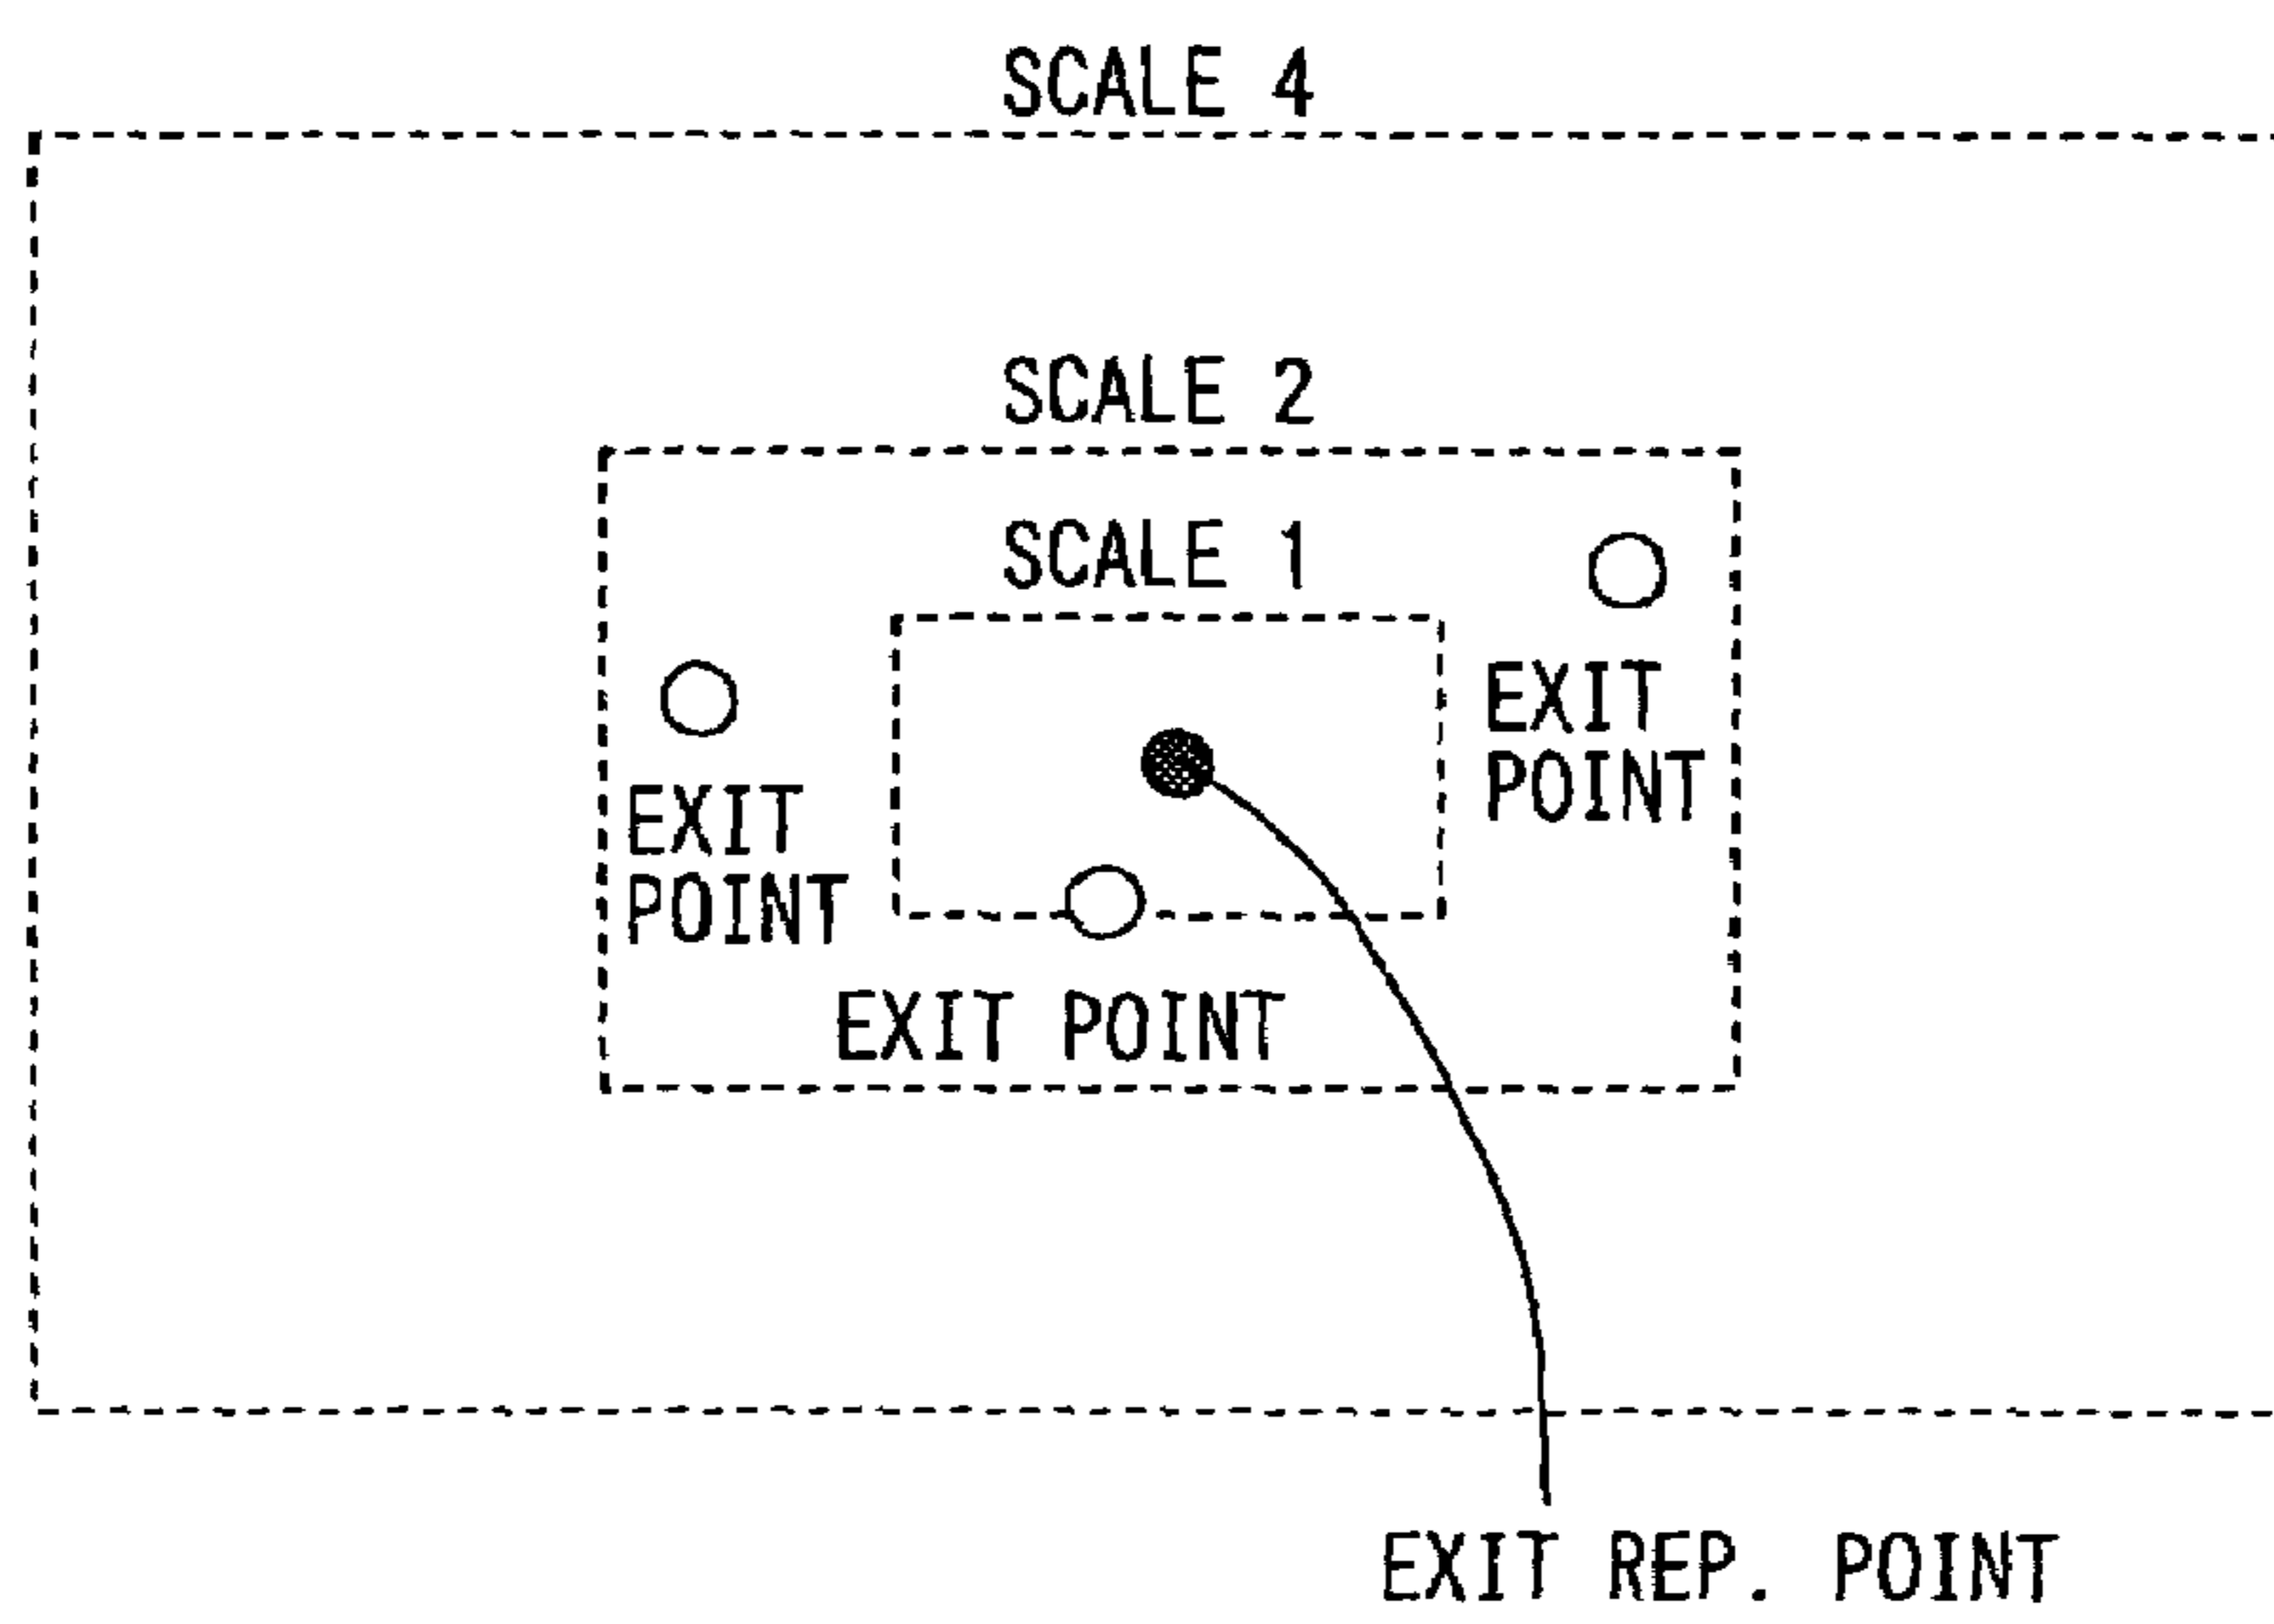 SCALE 4
SCALE 2
SCALE 1
EXIT
POINT
EXIT
POINT
EXIT POINT
EXIT REP. POINT